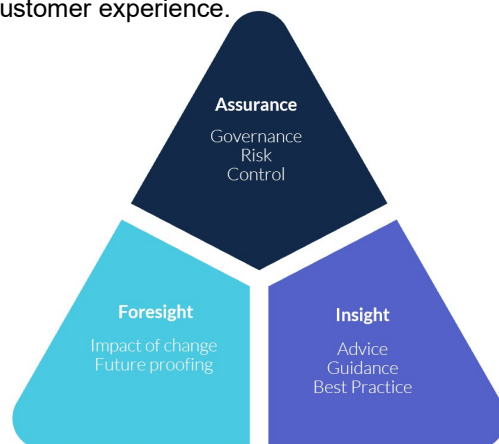 ustomer experience.
Assurance
Governance
Risk
Control
Foresight
Impact of change
Future proofing
Insight
Advice
Guidance
Best Practice